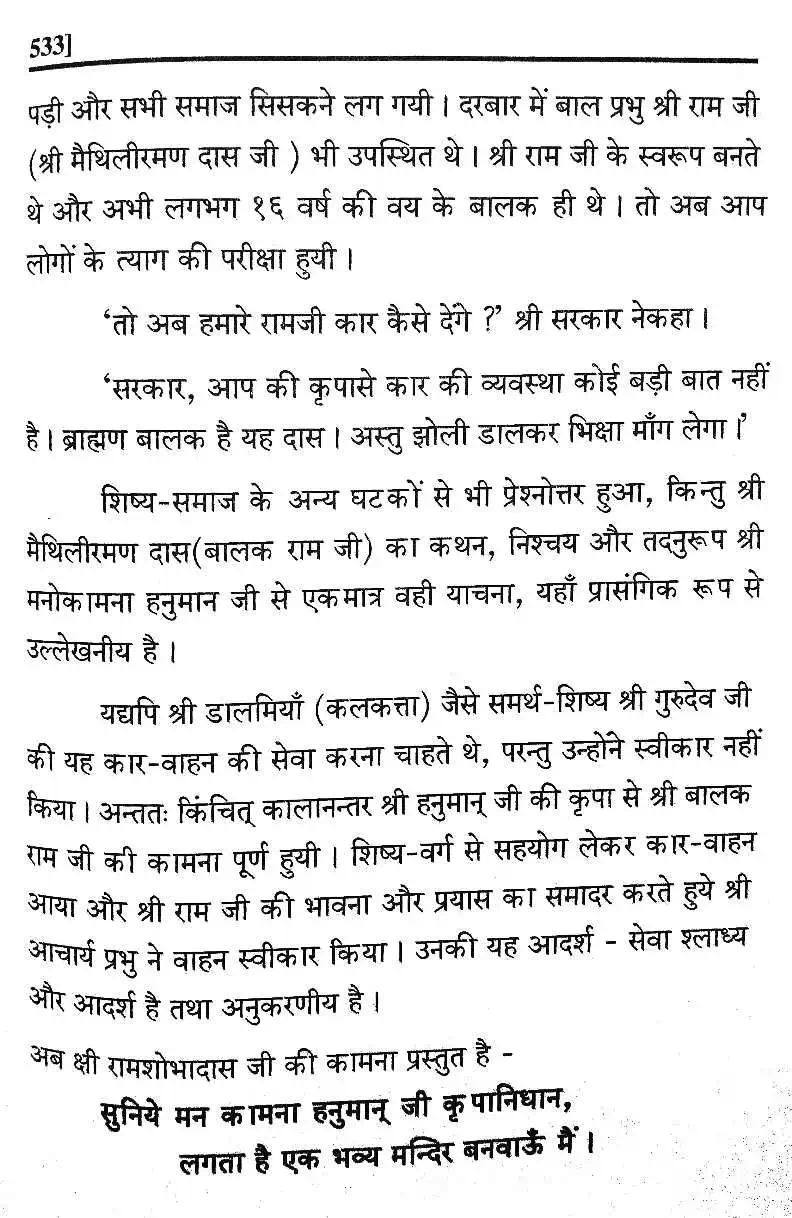 533]
पड़ी और सभी समाज सिसकने लग गयी । दरबार में बाल प्रभु श्री राम जी
(श्री मैथिलीरमण दास जी ) भी उपस्थित थे । श्री राम जी के स्वरूप बनते
थे और अभी लगभग १६ वर्ष की वय के बालक ही थे । तो अब आप
लोगों के त्याग की परीक्षा हुयी ।
‘तो अब हमारे रामजी कार कैसे देंगे ?’ श्री सरकार नेकहा ।
‘सरकार, आप की कृपासे कार की व्यवस्था कोई बड़ी बात नहीं
है । ब्राह्मण बालक है यह दास । अस्तु झोली डालकर भिक्षा माँग लेगा ।’
शिष्य-समाज के अन्य घटकों से भी प्रेश्नोत्तर हुआ, किन्तु श्री
मैथिलीरमण दास(बालक राम जी) का कथन, निश्चय और तदनुरूप श्री
मनोकामना हनुमान जी से एकमात्र वही याचना, यहाँ प्रासंगिक रूप से
उल्लेखनीय है ।
यद्यपि श्री डालमियाँ (कलकत्ता) जैसे समर्थ-शिष्य श्री गुरुदेव जी
की यह कार-वाहन की सेवा करना चाहते थे, परन्तु उन्होंने स्वीकार नहीं
किया । अन्ततः किंचित् कालानन्तर श्री हनुमान् जी की कृपा से श्री बालक
राम जी की कामना पूर्ण हुयी । शिष्य-वर्ग से सहयोग लेकर कार-वाहन
आया और श्री राम जी की भावना और प्रयास का समादर करते हुये श्री
आचार्य प्रभु ने वाहन स्वीकार किया । उनकी यह आदर्श - सेवा श्लाध्य
और आदर्श है तथा अनुकरणीय है ।
अब क्षी रामशोभादास जी की कामना प्रस्तुत है -
सुनिये मन कामना हनुमान् जी कृपानिधान,
लगता है एक भव्य मन्दिर बनवाऊँ मैं ।